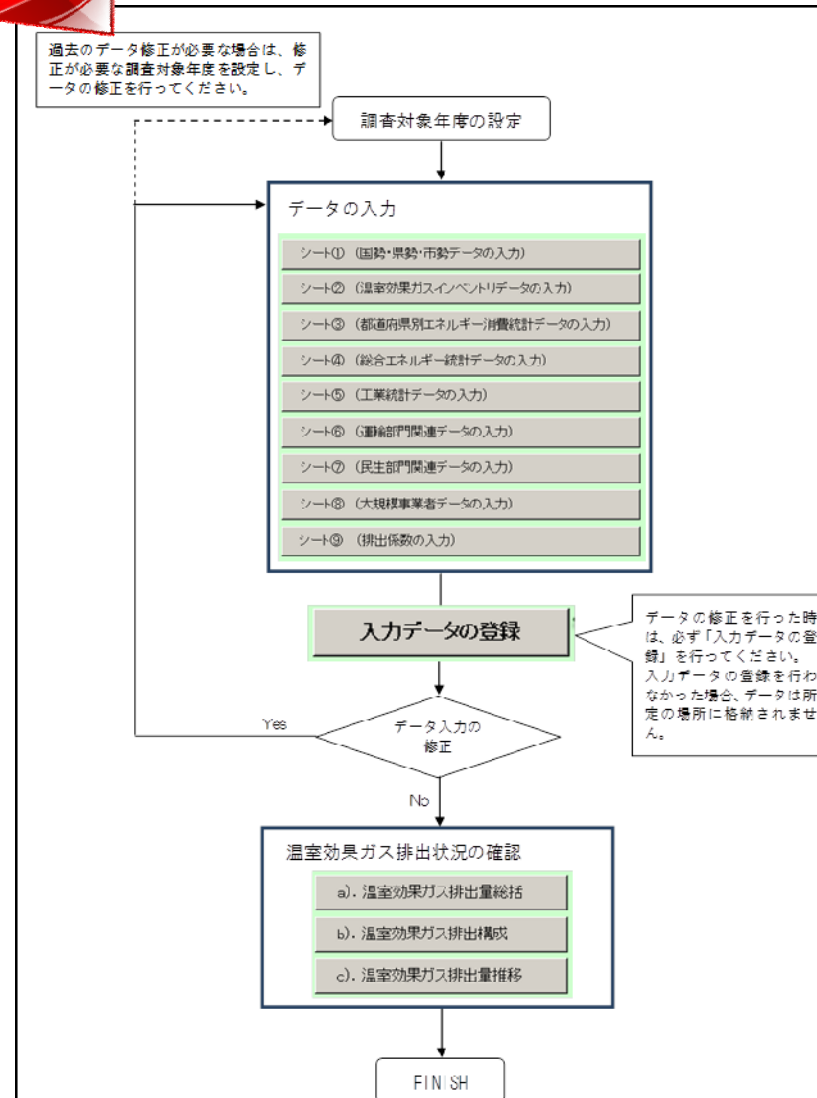 過去のデータ修正が必要な場合は、修
正が必要な調査対象年度を設定し、デ
ータの修正を行ってください。
調査対象年度の設定
データの入力
シート① (国勢・県勢・市勢データの入力)
シート② (温室効果ガスインベントリデータの入力)
シート③ (都道府県別エネルギー消費統計データの入力)
シート④ (総合エネルギー統計データの入力)
シート⑤ (工業統計データの入力)
シート⑥ (運輸部門関連データの入力)
シート⑦ (民生部門関連データの入力)
シート⑧ (大規模事業者データの入力)
シート⑨ (排出係数の入力)
入力データの登録
データの修正を行った時
は、必ず「入力データの登
録」を行ってください。
入力データの登録を行わ
なかった場合、データは所
定の場所に格納されませ
ん。
Yes
データ入力の
修正
No
温室効果ガス排出状況の確認
a). 温室効果ガス排出量総括
b). 温室効果ガス排出構成
c). 温室効果ガス排出量推移
FINISH